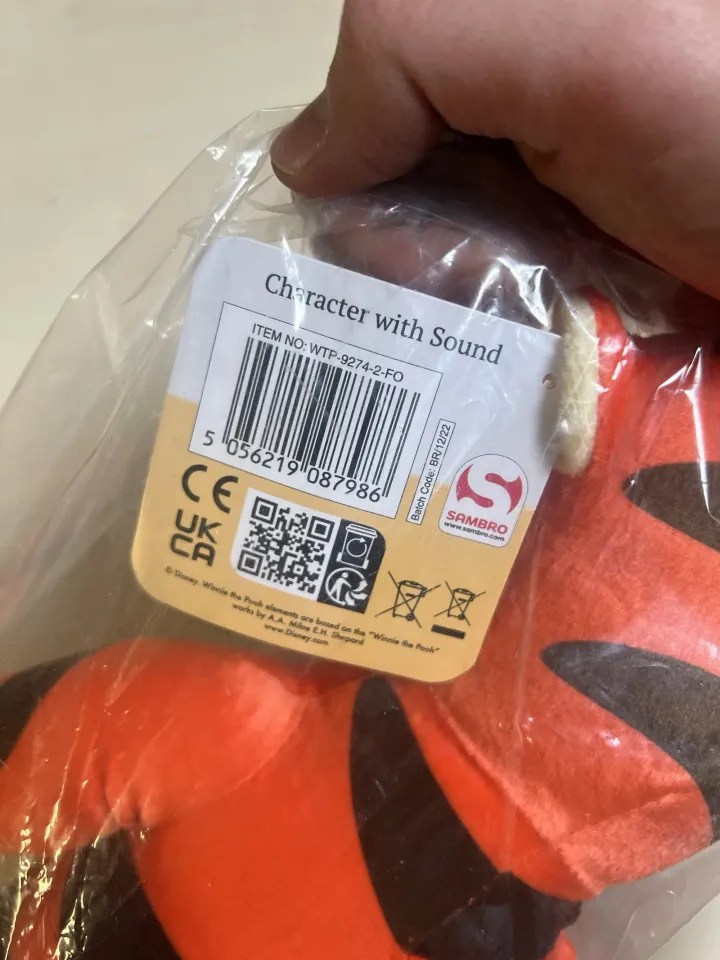 Character with Sound
ITEM NO: WTP-9274-2-FO
5 056219 087986
Batch Code: BR/12/22
SAMBRO
www.sambro.com
CE
UK
CA
© Disney. Winnie the Pooh elements are based on the "Winnie the Pooh"
works by A.A. Milne E.H. Shepard
www.Disney.com